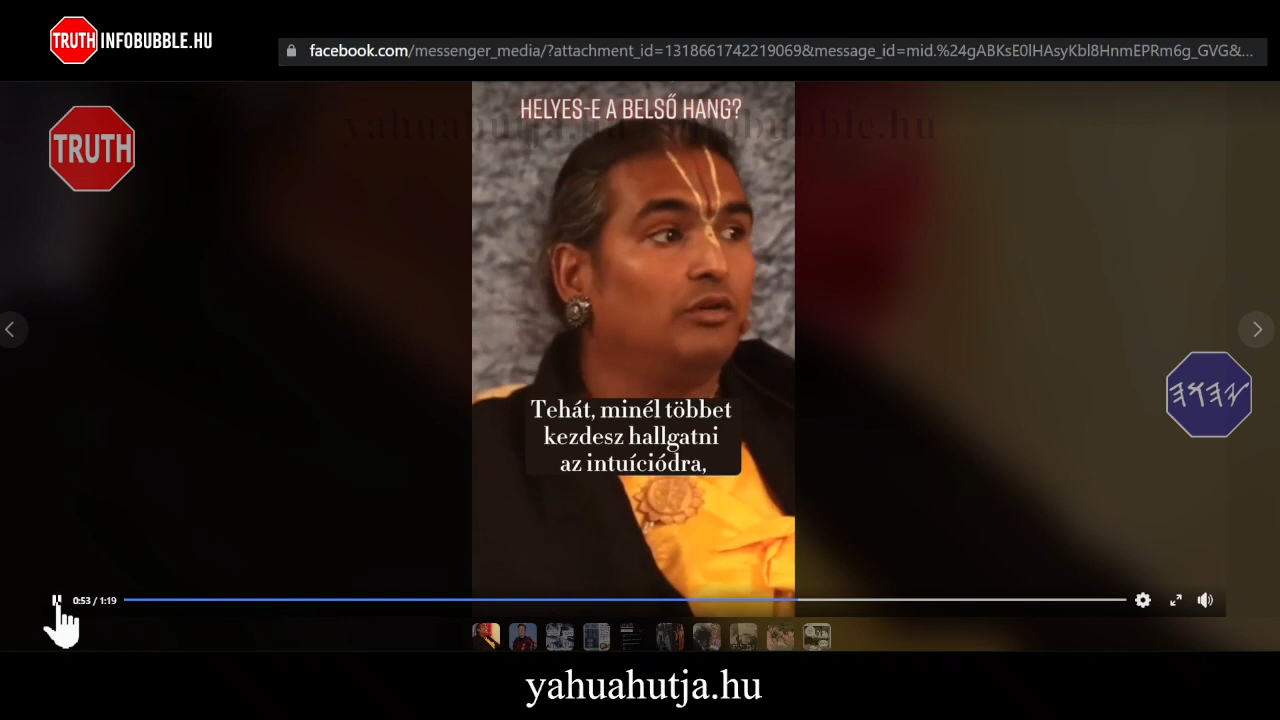 TRUTH INFOBUBBLE.HU
facebook.com/messenger_media/?attachment_id=1318661742219069&message_id=mid.%24gABKsE0lHAsyKbl8HnmEPRm6g_GVG&...
HELYES-E A BELSŐ HANG?
TRUTH
𐤉𐤄𐤅𐤄
Tehát, minél többet
kezdesz hallgatni
az intuíciódra,
0:53 / 1:19
yahuahutja.hu